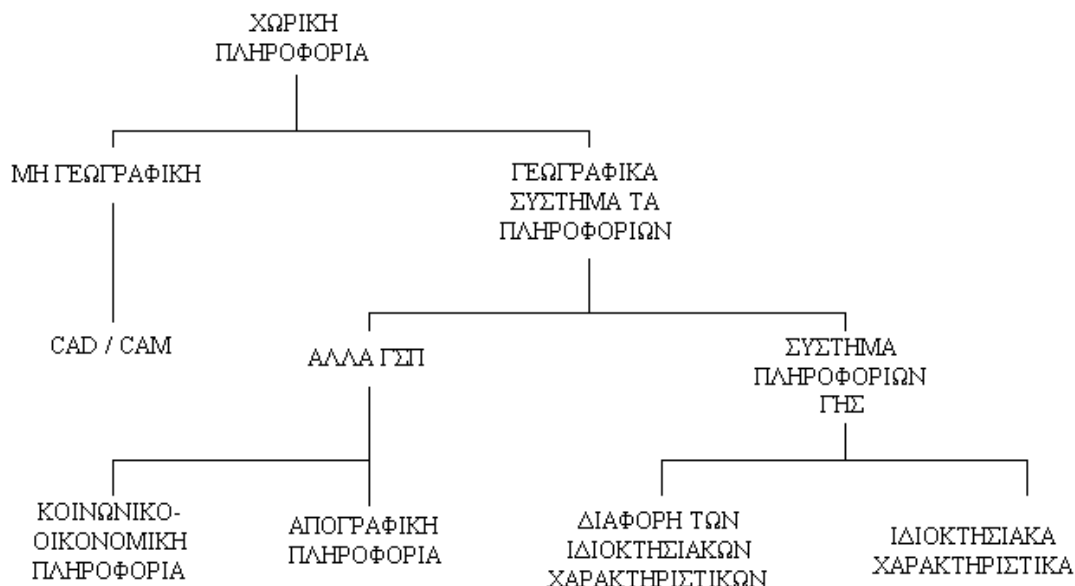 ΧΩΡΙΚΗ
ΠΛΗΡΟΦΟΡΙΑ
ΜΗ ΓΕΩΓΡΑΦΙΚΗ
ΓΕΩΓΡΑΦΙΚΑ
ΣΥΣΤΗΜΑ ΤΑ
ΠΛΗΡΟΦΟΡΙΩΝ
CAD / CAM
ΑΛΛΑ ΓΣΠ
ΣΥΣΤΗΜΑ
ΠΛΗΡΟΦΟΡΙΩΝ
ΓΗΣ
ΚΟΙΝΩΝΙΚΟ-
ΟΙΚΟΝΟΜΙΚΗ
ΠΛΗΡΟΦΟΡΙΑ
ΑΠΟΓΡΑΦΙΚΗ
ΠΛΗΡΟΦΟΡΙΑ
ΔΙΑΦΟΡΗ ΤΩΝ
ΙΔΙΟΚΤΗΣΙΑΚΩΝ
ΧΑΡΑΚΤΗΡΙΣΤΙΚΩΝ
ΙΔΙΟΚΤΗΣΙΑΚΑ
ΧΑΡΑΚΤΗΡΙΣΤΙΚΑ